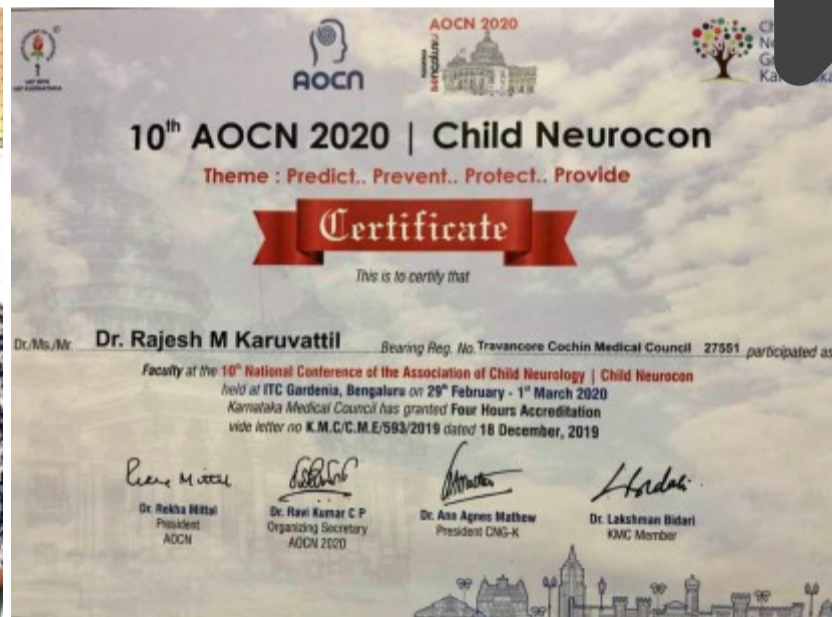 AOCN
AOCN 2020
BENGALURU
10th AOCN 2020 | Child Neurocon
Theme : Predict.. Prevent.. Protect.. Provide
Certificate
This is to certify that
Dr./Ms./Mr. Dr. Rajesh M Karuvattil Bearing Reg. No. Travancore Cochin Medical Council 27551 participated as
Faculty at the 10th National Conference of the Association of Child Neurology | Child Neurocon
held at ITC Gardenia, Bengaluru on 29th February - 1st March 2020
Karnataka Medical Council has granted Four Hours Accreditation
vide letter no K.M.C/C.M.E/593/2019 dated 18 December, 2019
Dr. Rekha Mittal
President
AOCN
Dr. Ravi Kumar C P
Organizing Secretary
AOCN 2020
Dr. Ann Agnes Mathew
President CNG-K
Dr. Lakshman Bidari
KMC Member